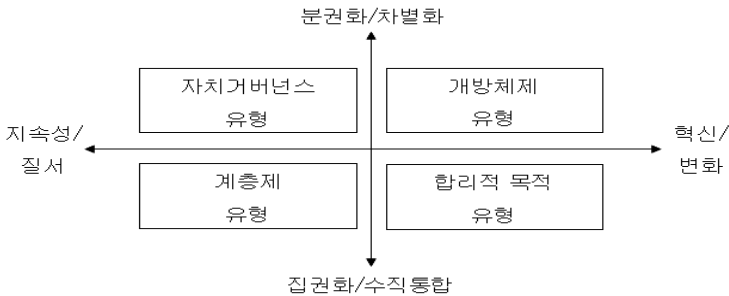 분권화/차별화
자치거버넌스
유형
개방체제
유형
지속성/
질서
혁신/
변화
계층제
유형
합리적 목적
유형
집권화/수직통합